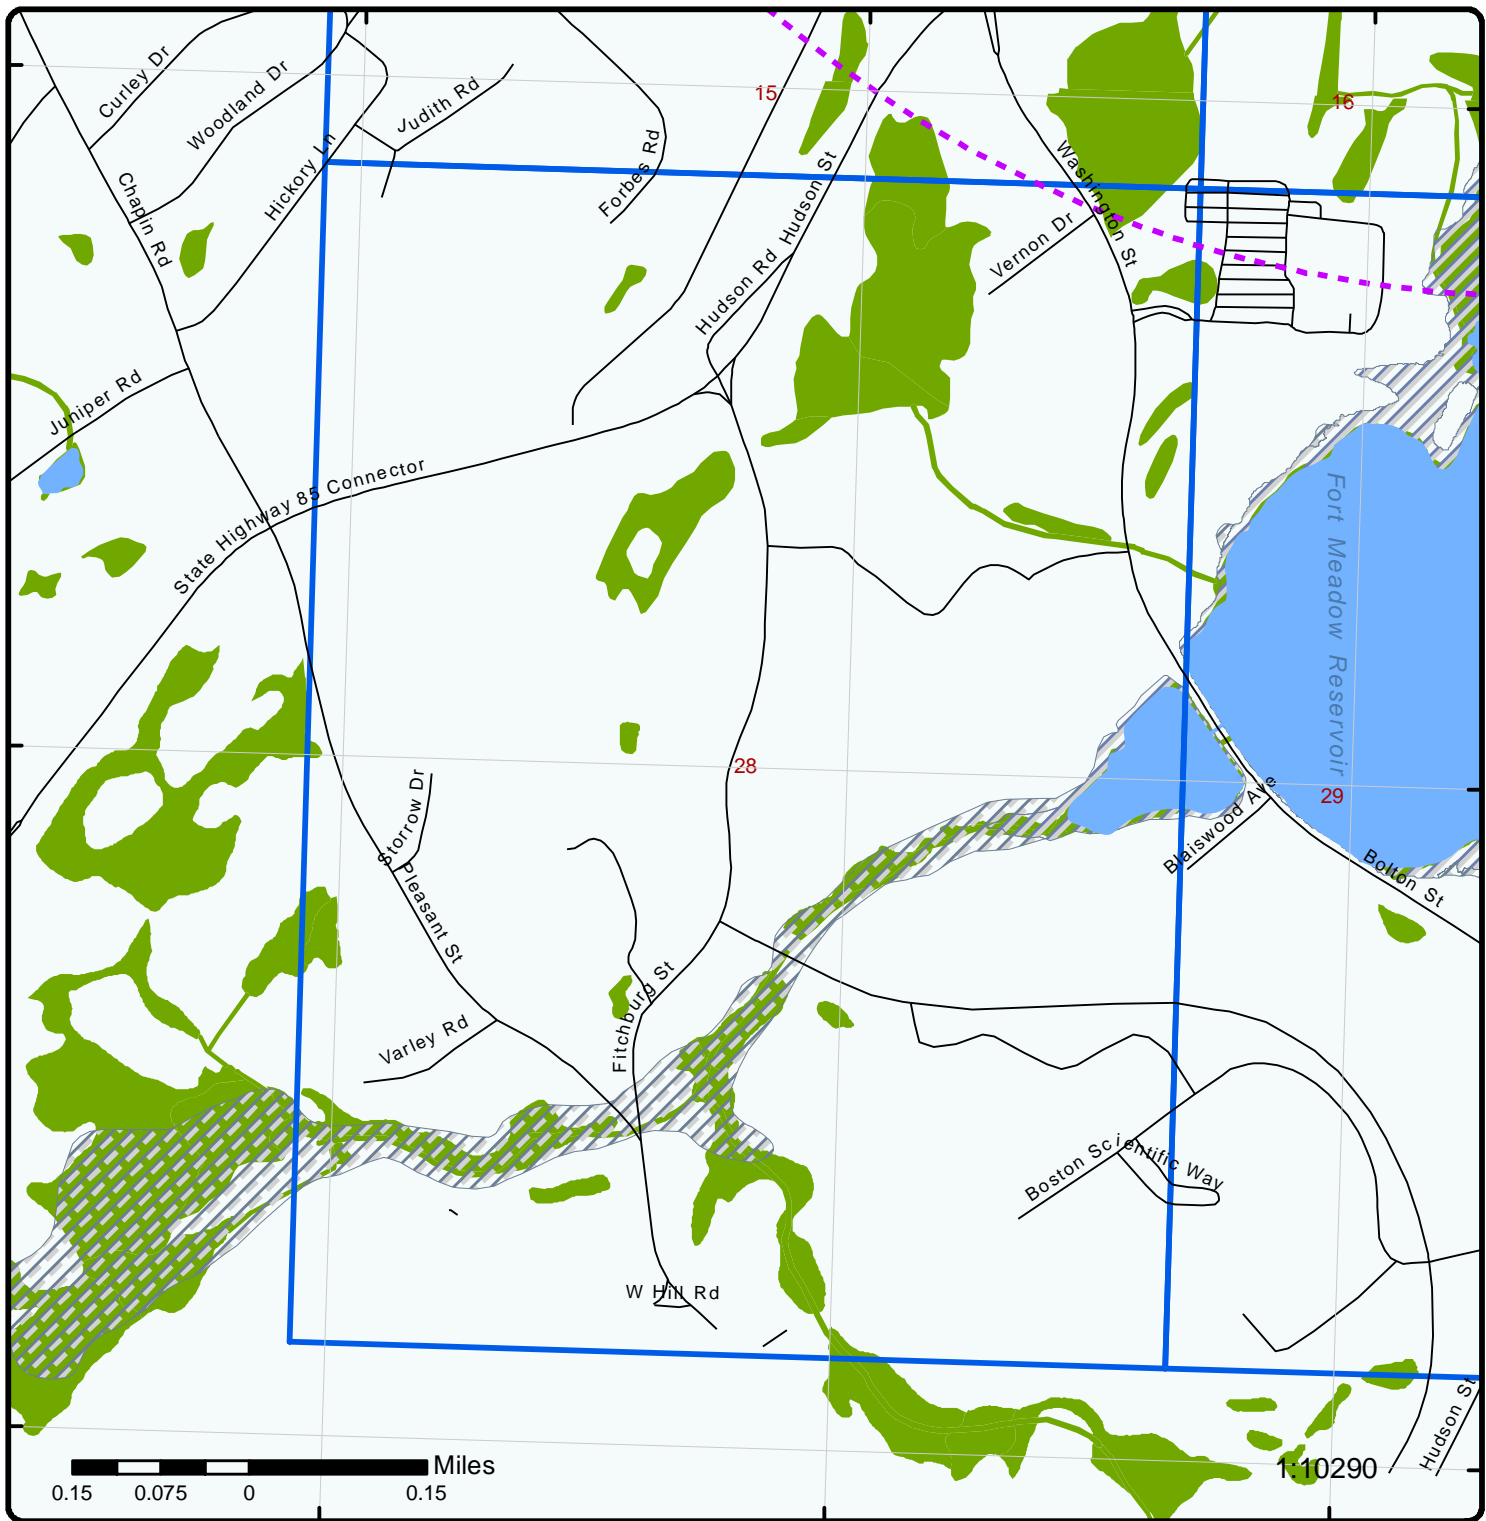 Curley Dr
Woodland Dr
Judith Rd
15
16
Forbes Rd
Hickory Ln
Hudson St
Washington St
Chapin Rd
Vernon Dr
Hudson Rd
Juniper Rd
State Highway 85 Connector
Fort Meadow Reservoir
28
29
Storrow Dr
Blaiswood Ave
Bolton St
Pleasant St
Fitchburg St
Varley Rd
Boston Scientific Way
W Hill Rd
Hudson St
Miles
1:10290
0.15 0.075 0 0.15